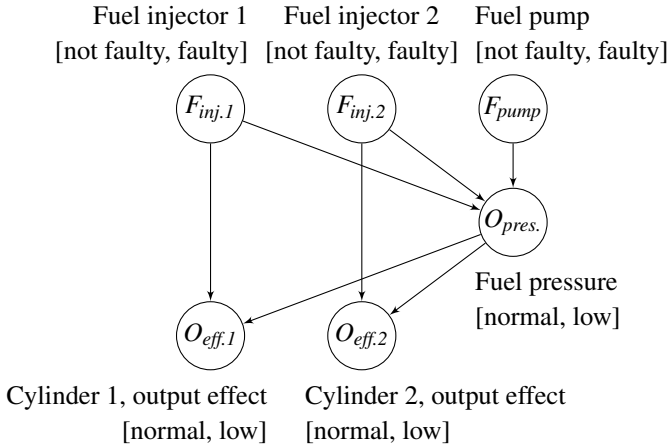 Fuel injector 1 Fuel injector 2 Fuel pump
[not faulty, faulty] [not faulty, faulty] [not faulty, faulty]
F_inj.1 F_inj.2 F_pump
O_pres.
Fuel pressure
[normal, low]
O_eff.1 O_eff.2
Cylinder 1, output effect Cylinder 2, output effect
[normal, low] [normal, low]